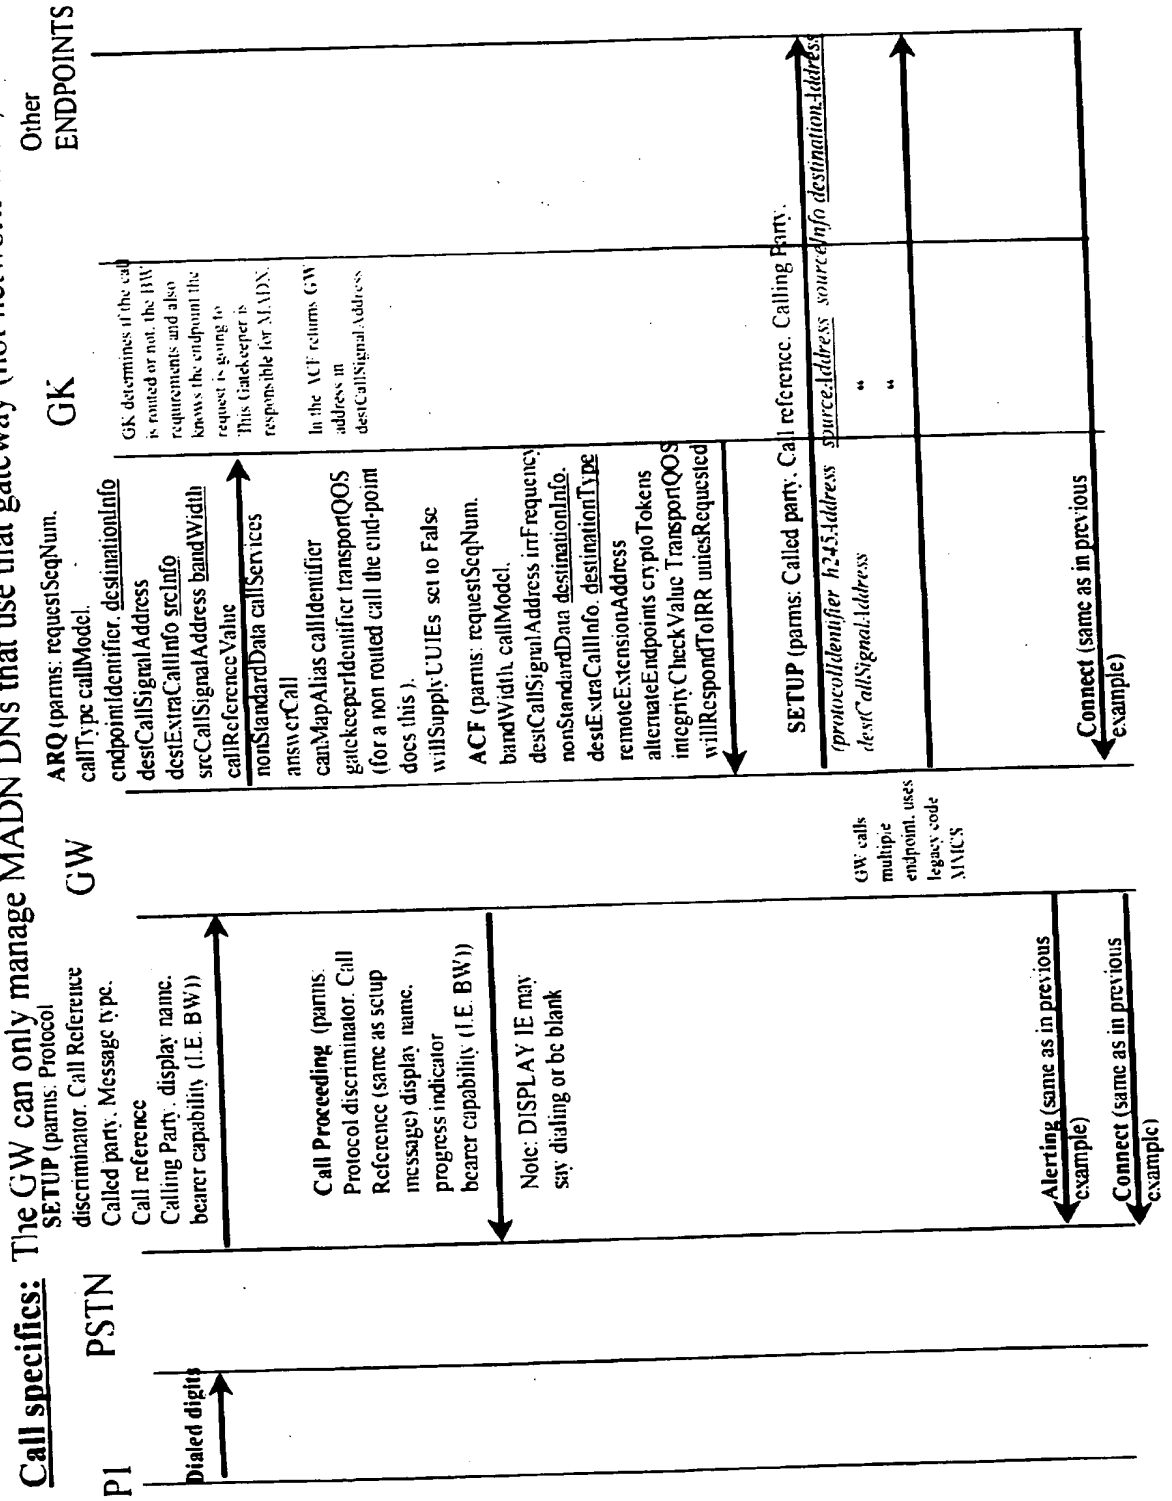 Call specifics: The GW can only manage MADN DNs that use that gateway (not network
P1
PSTN
GW
GK
Other
ENDPOINTS
Dialed digits
SETUP (parms: Protocol
discriminator. Call Reference
Called party. Message type.
Call reference
Calling Party. display name.
bearer capability (I.E. BW))
Call Proceeding (parms:
Protocol discriminator. Call
Reference (same as setup
message) display name.
progress indicator
bearer capability (I.E. BW))
Note: DISPLAY IE may
say dialing or be blank
Alerting (same as in previous
example)
Connect (same as in previous
example)
ARQ (parms: requestSeqNum.
callType callModel.
endpointIdentifier. destinationInfo
destCallSignalAddress
destExtraCallInfo srcInfo
srcCallSignalAddress bandWidth
callReferenceValue
nonStandardData callServices
answerCall
canMapAlias callIdentifier
gatekeeperIdentifier transportQOS
(for a non routed call the end-point
does this ).
willSupplyUUIEs set to False
ACF (parms: requestSeqNum.
bandWidth. callModel.
destCallSignalAddress irrFrequency
nonStandardData destinationInfo.
destExtraCallInfo. destinationType
remoteExtensionAddress
alternateEndpoints cryptoTokens
integrityCheckValue TransportQOS
willRespondToIRR uuiesRequested
GK determines if the call
is routed or not. the BW
requirements and also
knows the endpoint the
request is going to
This Gatekeeper is
responsible for MADN.
In the ACF returns GW
address in
destCallSignalAddress
SETUP (parms: Called party. Call reference. Calling Party.
(protocolIdentifier h245Address sourceAddress sourceInfo destinationAddress
destCallSignalAddress
"
"
GW calls
multiple
endpoint. uses
legacy code
MMCS
Connect (same as in previous
example)